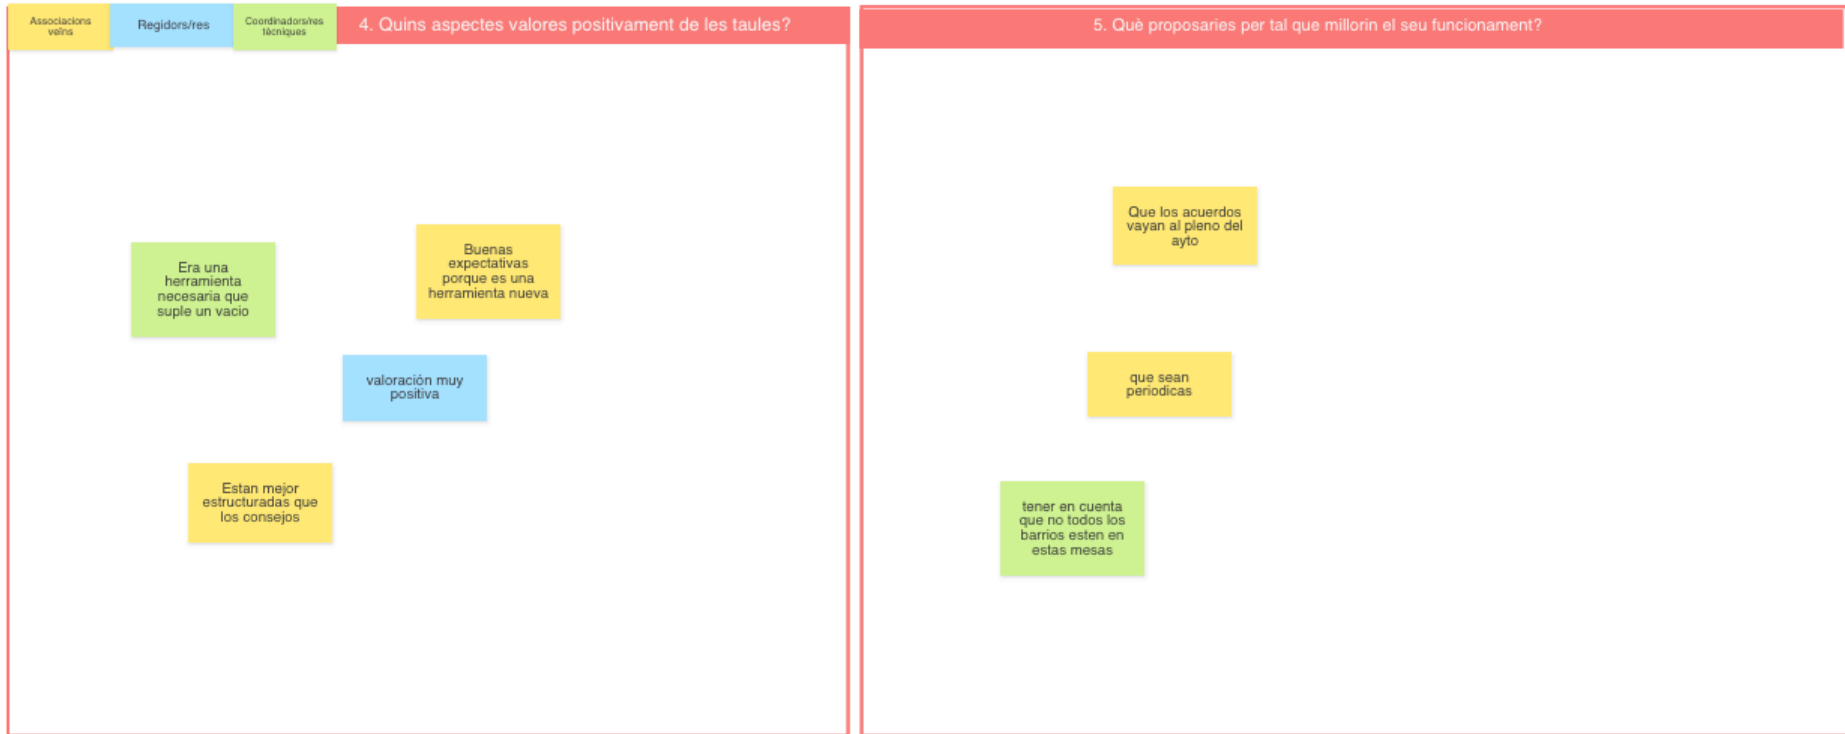 Associacions
veïns
Regidors/res
Coordinadors/res
tècniques
4. Quins aspectes valores positivament de les taules?
Era una
herramienta
necesaria que
suple un vacio
Buenas
expectativas
porque es una
herramienta nueva
valoración muy
positiva
Estan mejor
estructuradas que
los consejos
5. Què proposaries per tal que millorin el seu funcionament?
Que los acuerdos
vayan al pleno del
ayto
que sean
periodicas
tener en cuenta
que no todos los
barrios esten en
estas mesas